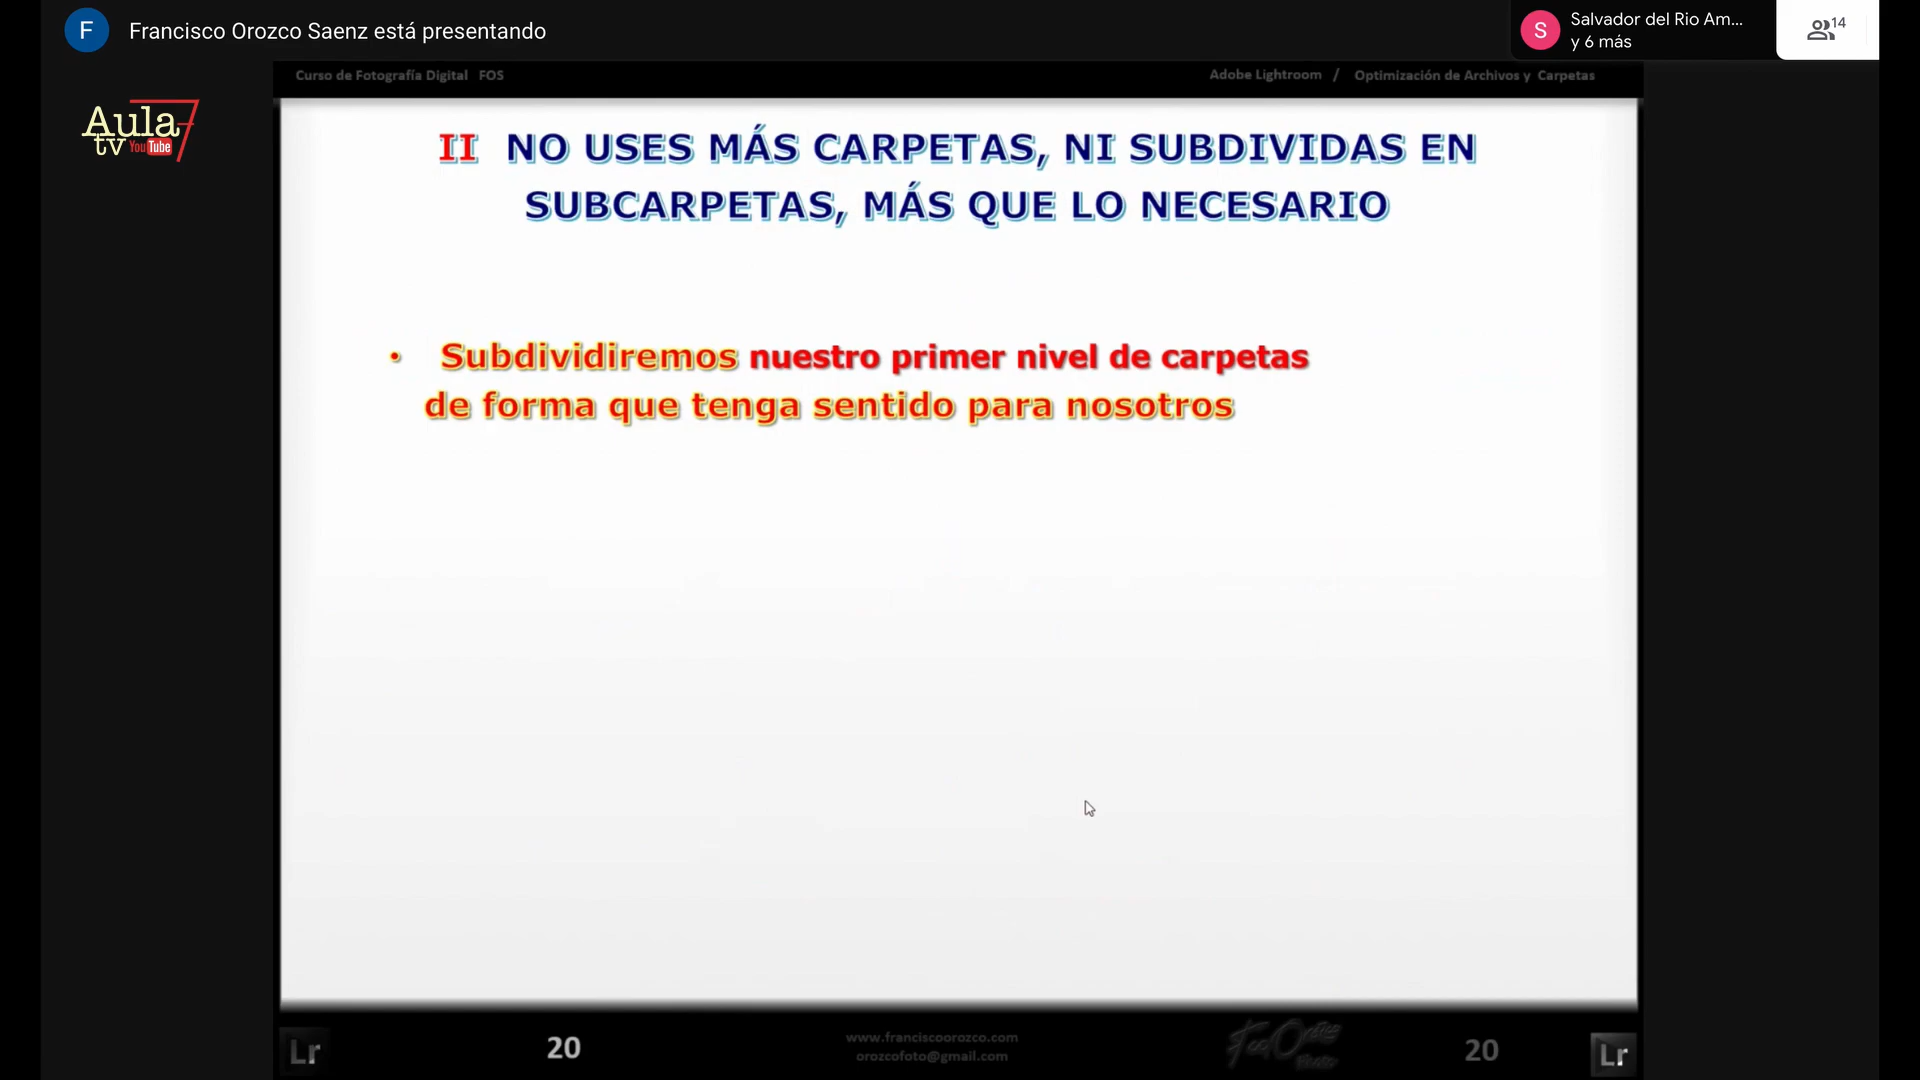 F Francisco Orozco Saenz está presentando
S Salvador del Rio Am...
y 6 más
14
Curso de Fotografía Digital FOS
Adobe Lightroom / Optimización de Archivos y Carpetas
Aula 7
tv YouTube
II NO USES MÁS CARPETAS, NI SUBDIVIDAS EN
SUBCARPETAS, MÁS QUE LO NECESARIO
• Subdividiremos nuestro primer nivel de carpetas
de forma que tenga sentido para nosotros
Lr
20
www.franciscoorozco.com
orozcofoto@gmail.com
20
Lr